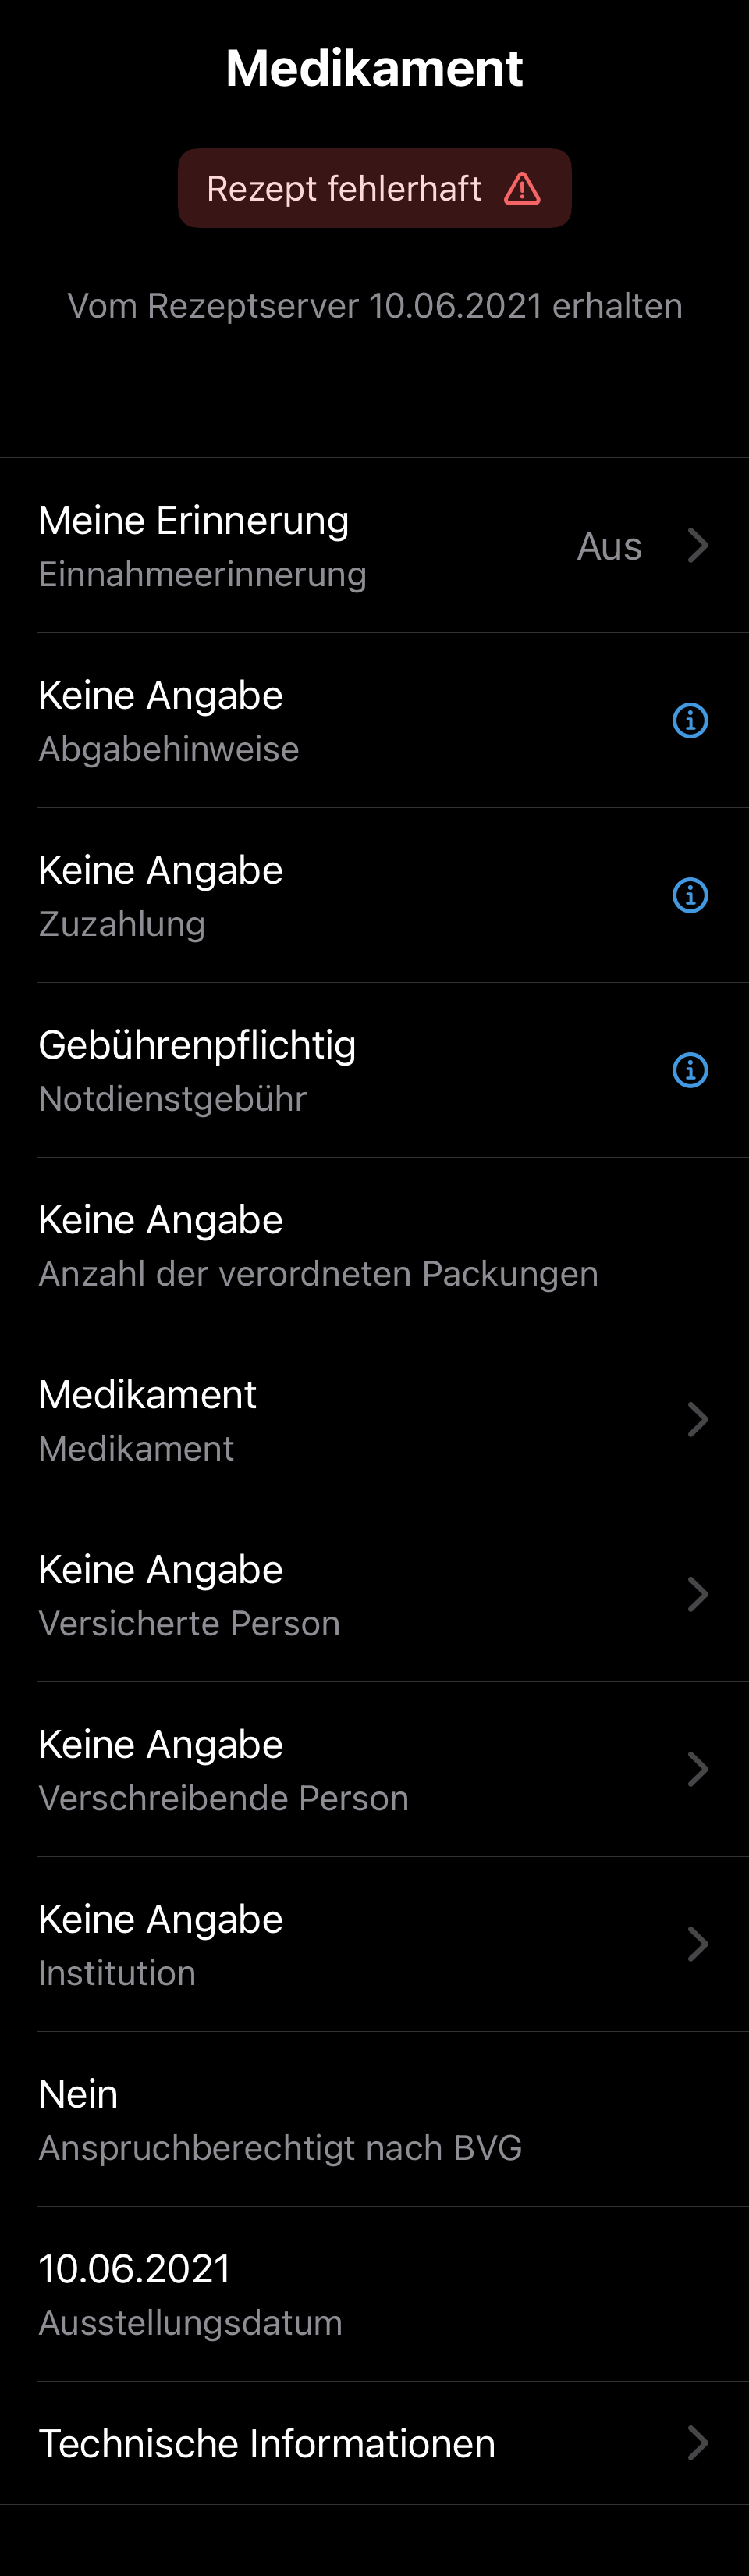 Medikament
Rezept fehlerhaft
Vom Rezeptserver 10.06.2021 erhalten
Meine Erinnerung
Einnahmeerinnerung
Aus
Keine Angabe
Abgabehinweise
Keine Angabe
Zuzahlung
Gebührenpflichtig
Notdienstgebühr
Keine Angabe
Anzahl der verordneten Packungen
Medikament
Medikament
Keine Angabe
Versicherte Person
Keine Angabe
Verschreibende Person
Keine Angabe
Institution
Nein
Anspruchberechtigt nach BVG
10.06.2021
Ausstellungsdatum
Technische Informationen